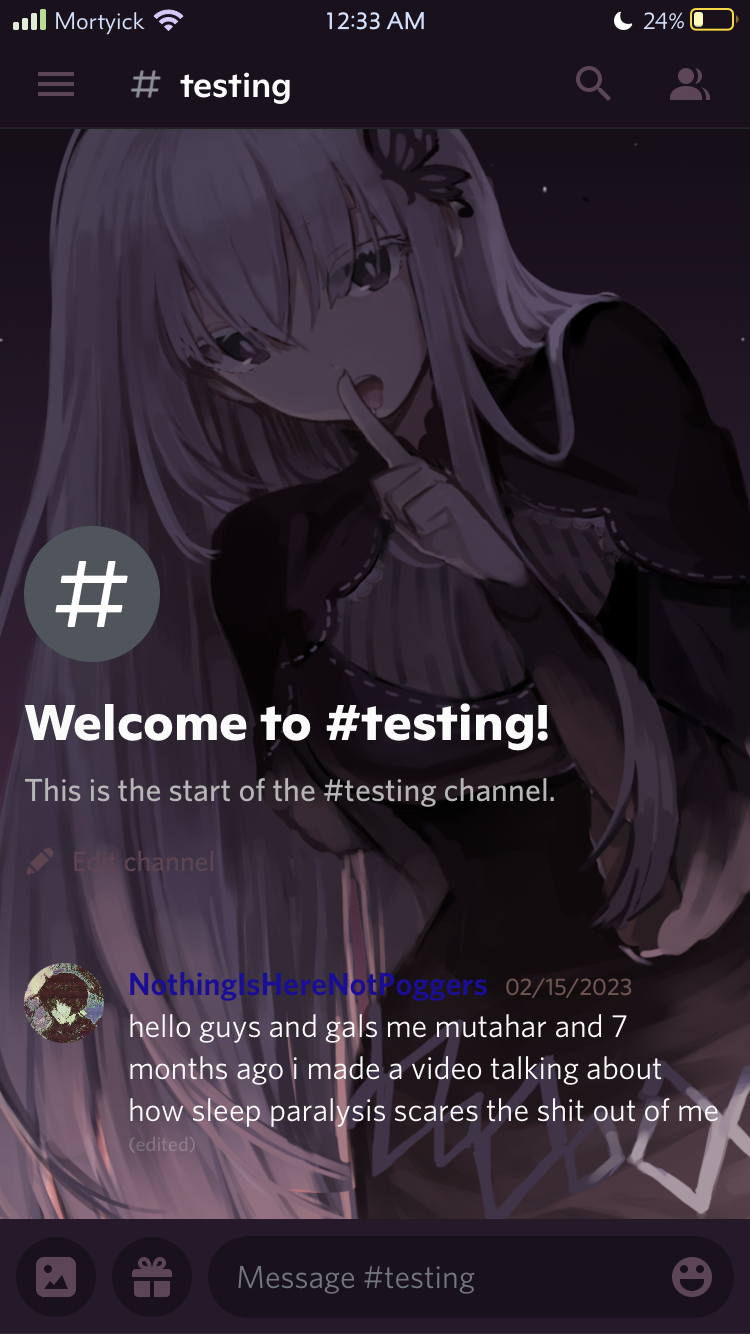 Mortyick 12:33 AM 24%
# testing
#
Welcome to #testing!
This is the start of the #testing channel.
Edit channel
NothingIsHereNotPoggers 02/15/2023
hello guys and gals me mutahar and 7
months ago i made a video talking about
how sleep paralysis scares the shit out of me
(edited)
Message #testing